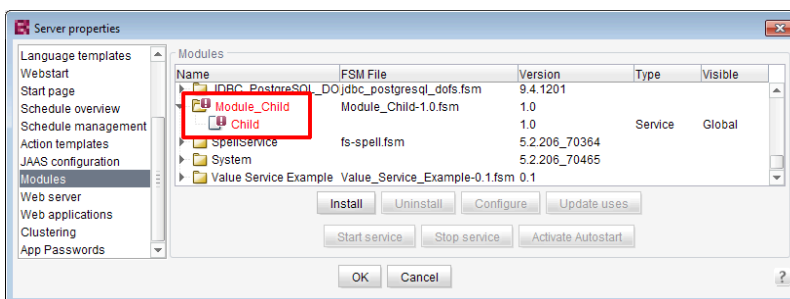 Server properties
Language templates
Webstart
Start page
Schedule overview
Schedule management
Action templates
JAAS configuration
Modules
Web server
Web applications
Clustering
App Passwords
Modules
Name FSM File Version Type Visible
JDBC_PostgreSQL_DO jdbc_postgresql_dofs.fsm 9.4.1201
Module_Child Module_Child-1.0.fsm 1.0
Child 1.0 Service Global
SpellService fs-spell.fsm 5.2.206_70364
System 5.2.206_70465
Value Service Example Value_Service_Example-0.1.fsm 0.1
Install Uninstall Configure Update uses
Start service Stop service Activate Autostart
OK Cancel ?